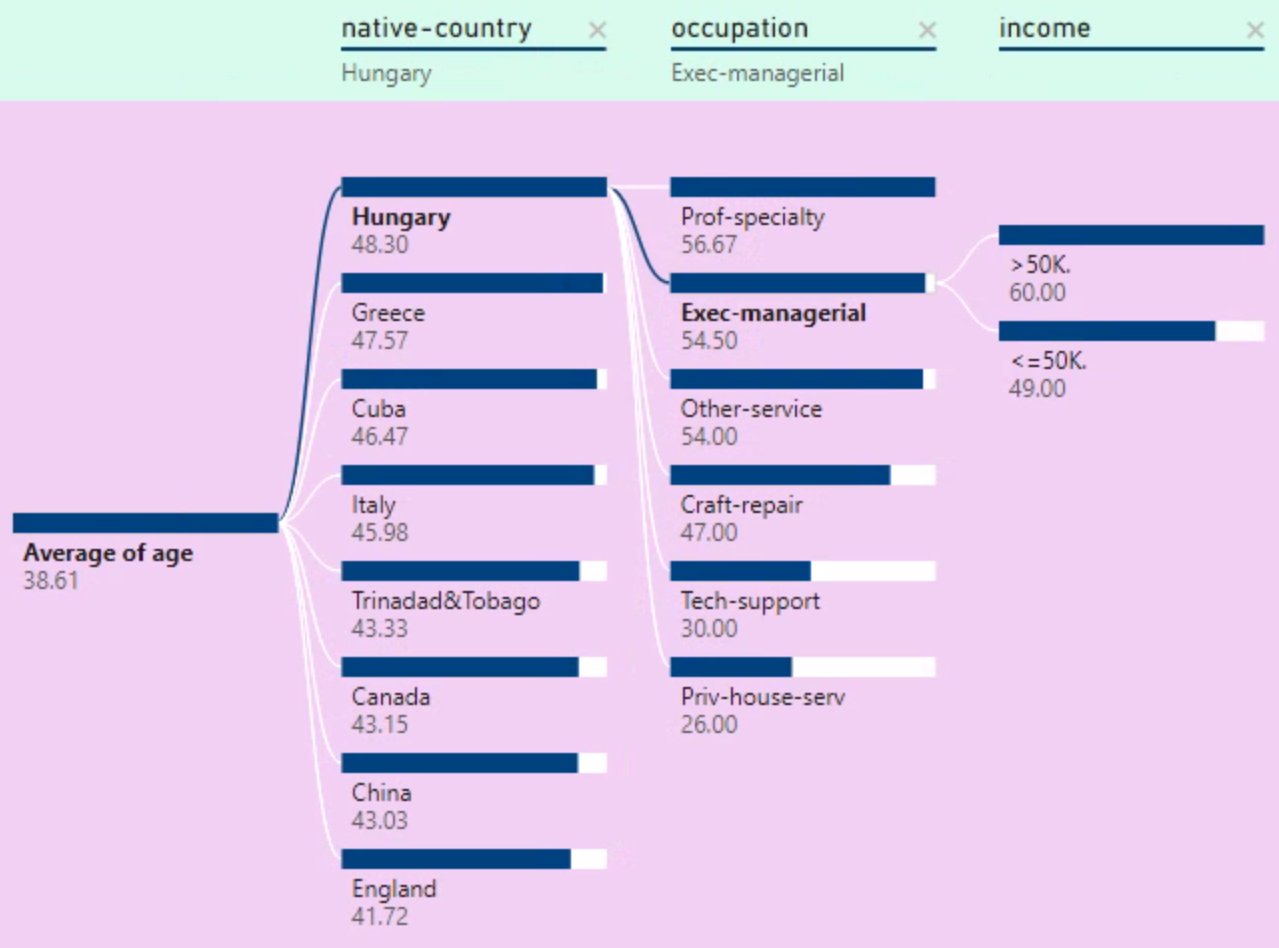 native-country ×
Hungary
occupation ×
Exec-managerial
income ×
Average of age
38.61
Hungary
48.30
Greece
47.57
Cuba
46.47
Italy
45.98
Trinadad&Tobago
43.33
Canada
43.15
China
43.03
England
41.72
Prof-specialty
56.67
Exec-managerial
54.50
Other-service
54.00
Craft-repair
47.00
Tech-support
30.00
Priv-house-serv
26.00
>50K.
60.00
<=50K.
49.00